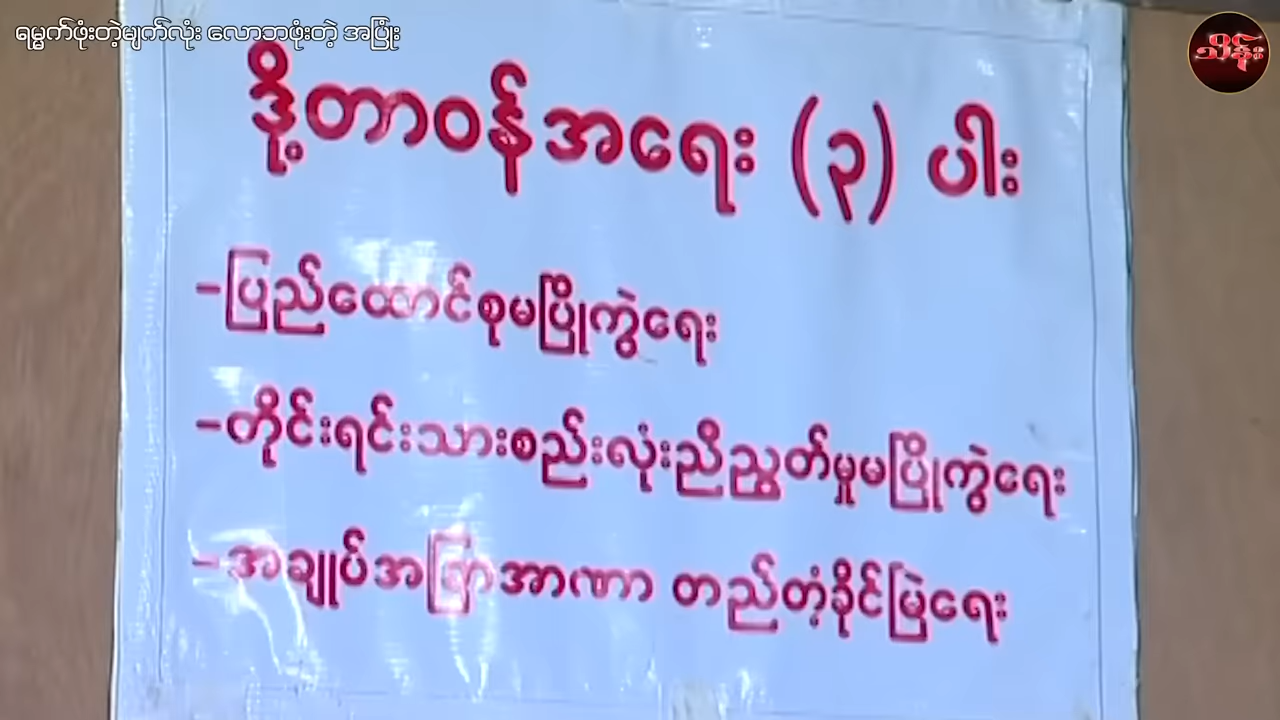 ရမ္မက်ဖုံးတဲ့မျက်လုံး လောဘဖုံးတဲ့ အပြုံး
သိန်း
ဒို့တာဝန်အရေး (၃) ပါး
-ပြည်ထောင်စုမပြိုကွဲရေး
-တိုင်းရင်းသားစည်းလုံးညီညွတ်မှုမပြိုကွဲရေး
-အချုပ်အခြာအာဏာ တည်တံ့ခိုင်မြဲရေး